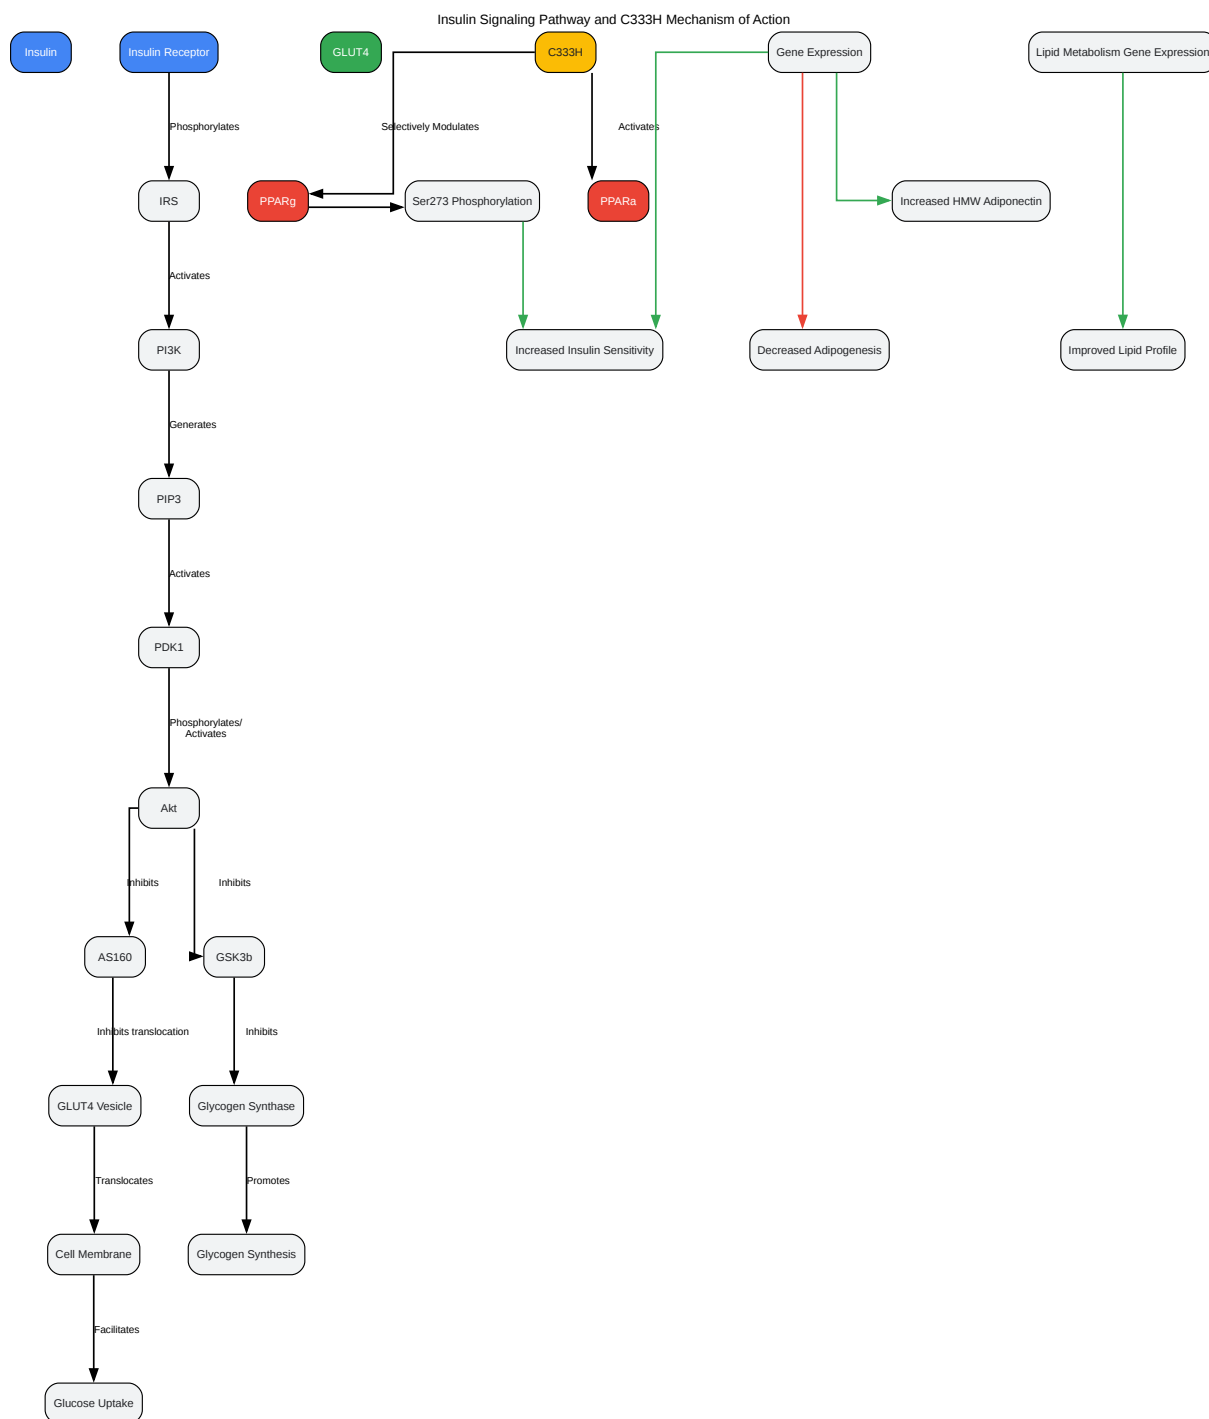 Insulin Signaling Pathway and C333H Mechanism of Action
Insulin
Insulin Receptor
GLUT4
C333H
Gene Expression
Lipid Metabolism Gene Expression
Phosphorylates
Selectively Modulates
Activates
IRS
PPARg
Ser273 Phosphorylation
PPARa
Increased HMW Adiponectin
Activates
PI3K
Increased Insulin Sensitivity
Decreased Adipogenesis
Improved Lipid Profile
Generates
PIP3
Activates
PDK1
Phosphorylates/
Activates
Akt
Inhibits
Inhibits
AS160
GSK3b
Inhibits translocation
Inhibits
GLUT4 Vesicle
Glycogen Synthase
Translocates
Promotes
Cell Membrane
Glycogen Synthesis
Facilitates
Glucose Uptake